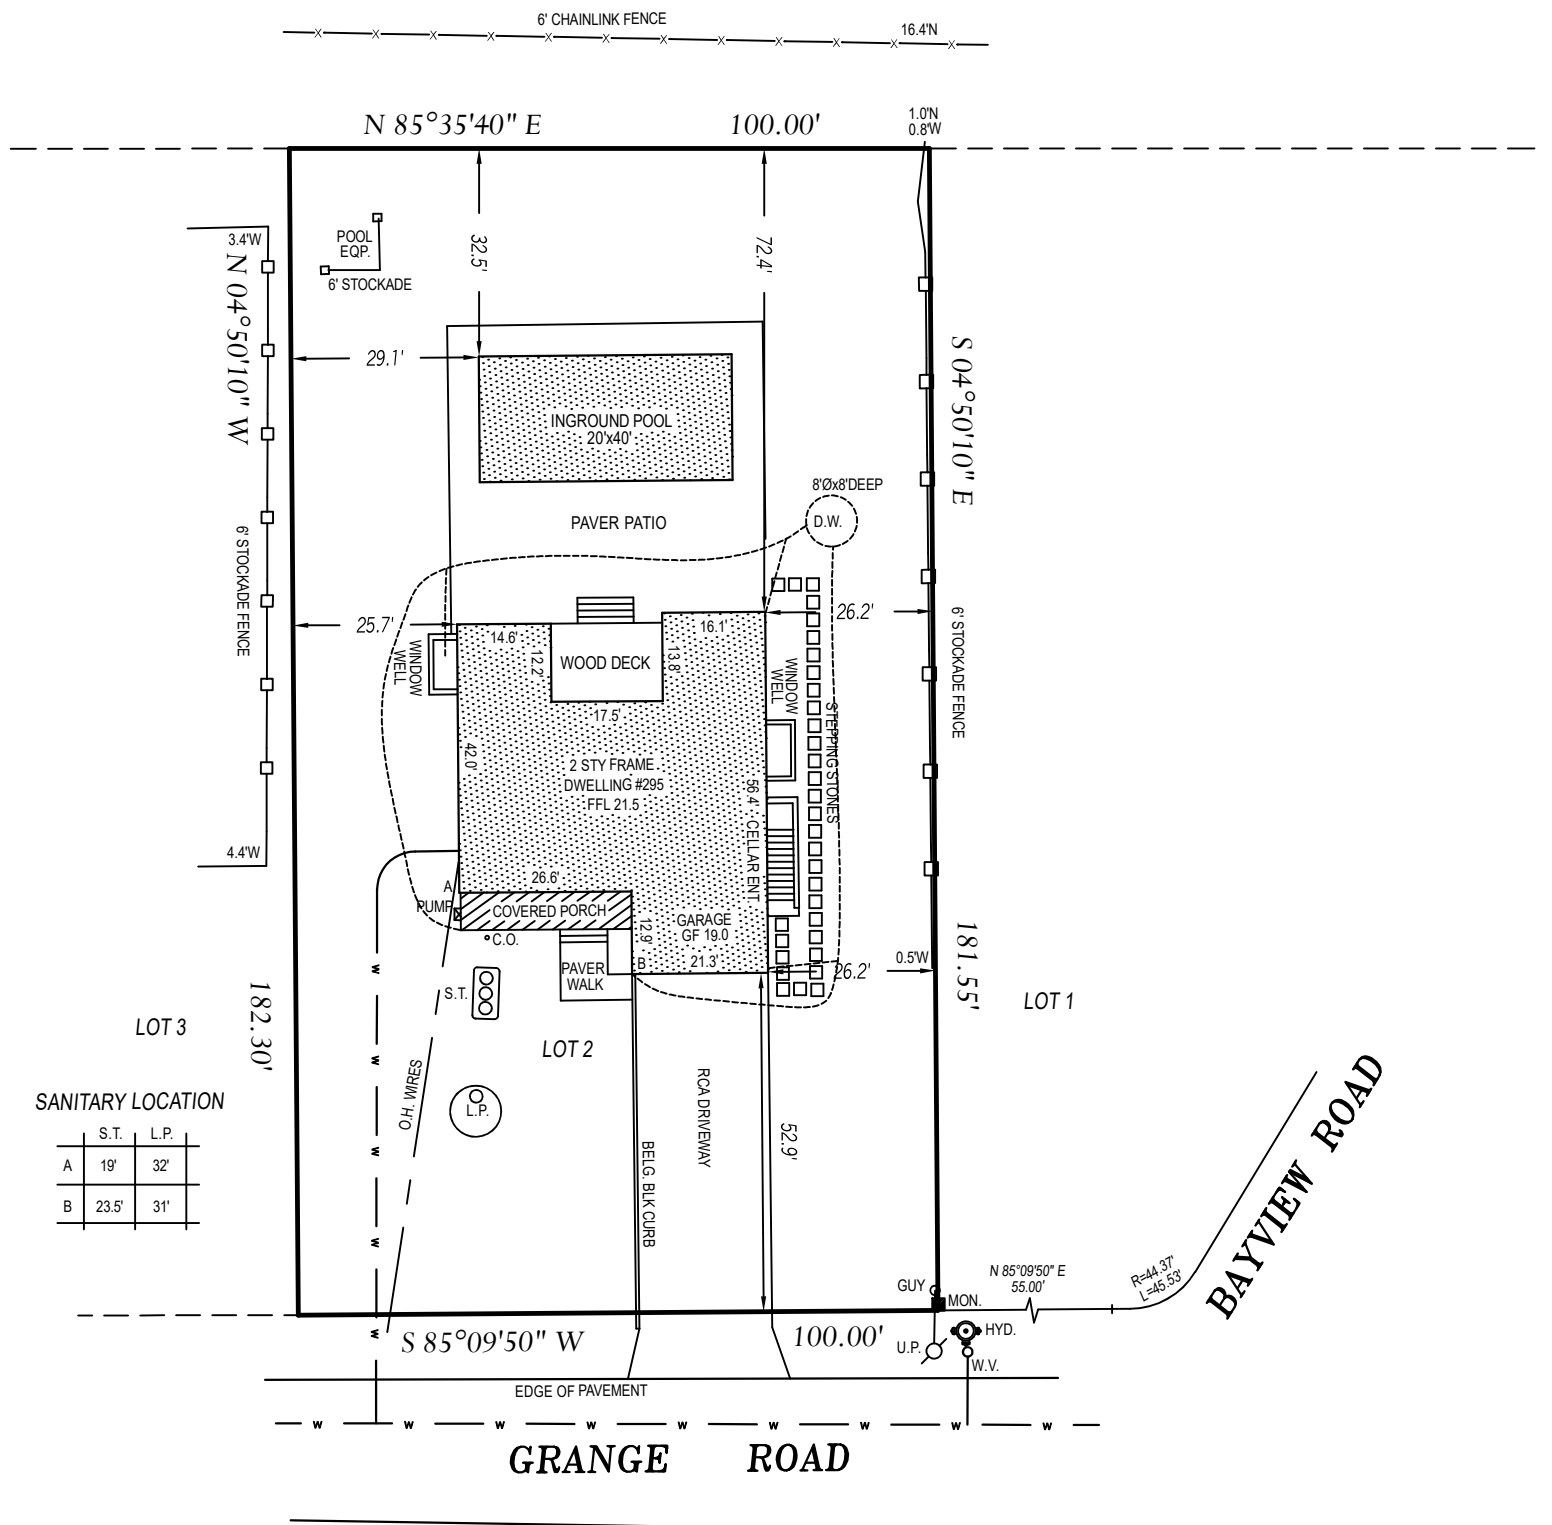 6' CHAINLINK FENCE
16.4'N
1.0'N
0.8'W
N 85°35'40" E
100.00'
3.4'W
POOL
EQP.
6' STOCKADE
32.5'
72.4'
N 04°50'10" W
S 04°50'10" E
29.1'
INGROUND POOL
20'x40'
8'Øx8'DEEP
D.W.
PAVER PATIO
6' STOCKADE FENCE
25.7'
26.2'
6' STOCKADE FENCE
14.6'
16.1'
12.2'
WOOD DECK
13.8'
WINDOW
WELL
WINDOW
WELL
17.5'
STEPPING STONES
42.0'
2 STY FRAME
DWELLING #295
FFL 21.5
56.4'
CELLAR ENT
4.4'W
26.6'
A
PUMP
COVERED PORCH
12.9'
GARAGE
GF 19.0
C.O.
B
21.3'
26.2'
0.5'W
PAVER
WALK
S.T.
182.30'
181.55'
LOT 3
LOT 2
LOT 1
O.H. WIRES
L.P.
RCA DRIVEWAY
52.9'
BELG. BLK CURB
SANITARY LOCATION
S.T. L.P.
A 19' 32'
B 23.5' 31'
BAYVIEW ROAD
N 85°09'50" E
55.00'
R=44.37'
L=45.53'
GUY
MON.
HYD.
U.P.
W.V.
S 85°09'50" W
100.00'
EDGE OF PAVEMENT
W W W W W
W W W W W W W W W
GRANGE ROAD